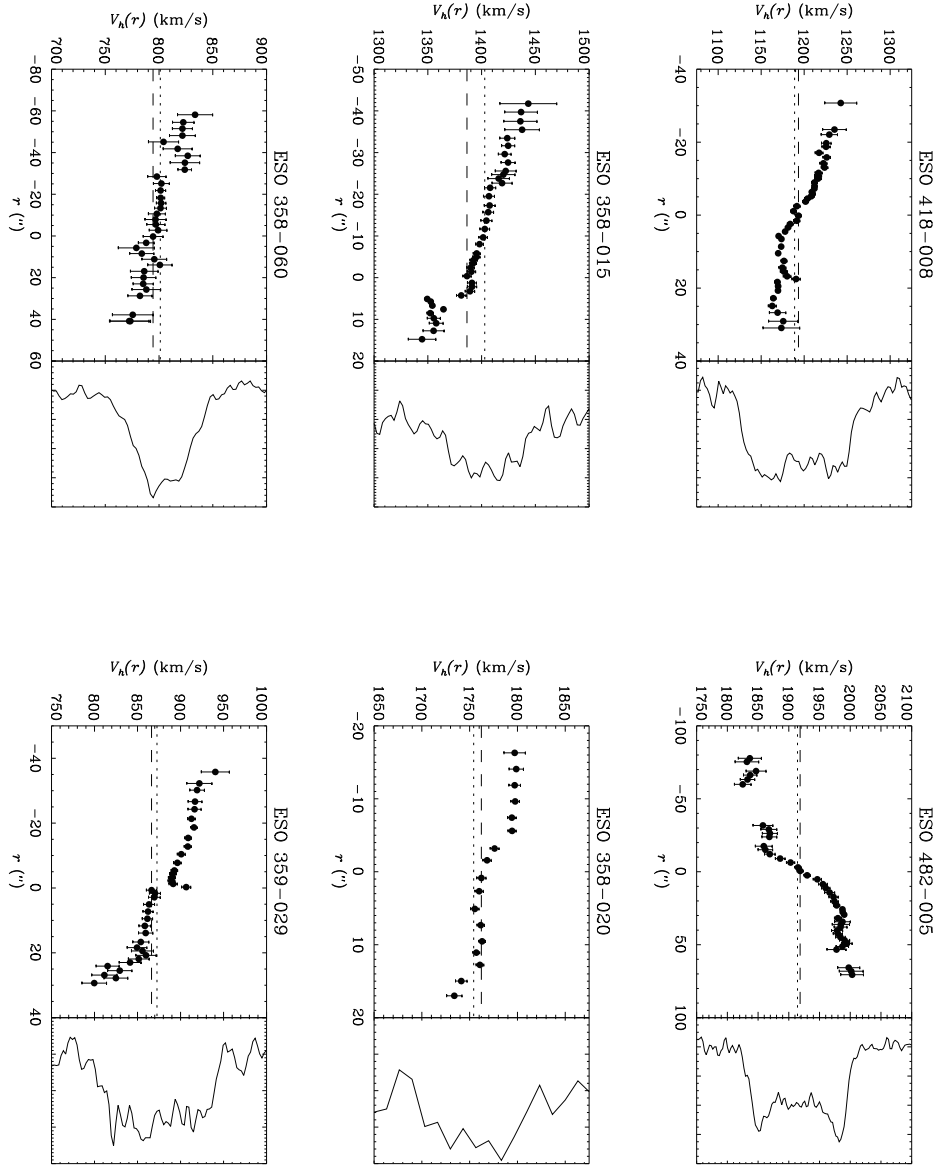 ESO 418−008
V_h(r) (km/s)
1300
1250
1200
1150
1100
−40 −20 0 20 40
r (")
ESO 482−005
V_h(r) (km/s)
2100
2050
2000
1950
1900
1850
1800
1750
−100 −50 0 50 100
r (")
ESO 358−015
V_h(r) (km/s)
1500
1450
1400
1350
1300
−50 −40 −30 −20 −10 0 10 20
r (")
ESO 358−020
V_h(r) (km/s)
1850
1800
1750
1700
1650
−20 −10 0 10 20
r (")
ESO 358−060
V_h(r) (km/s)
900
850
800
750
700
−80 −60 −40 −20 0 20 40 60
r (")
ESO 359−029
V_h(r) (km/s)
1000
950
900
850
800
750
−40 −20 0 20 40
r (")